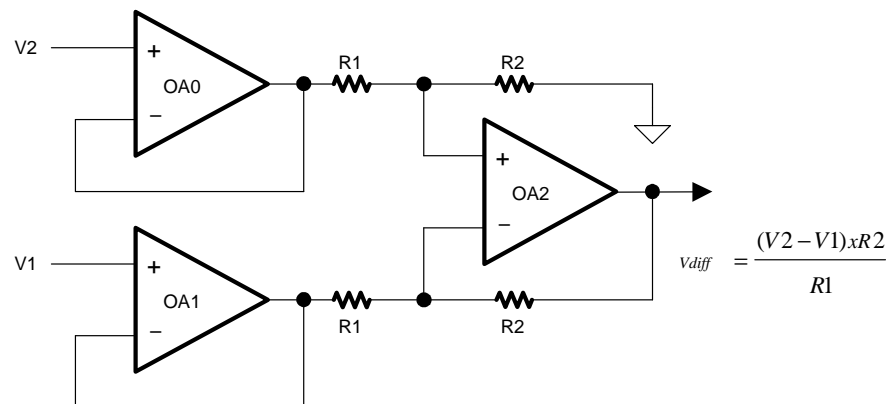 V2
+
OA0
−
R1
R2
+
OA2
−
V1
+
OA1
−
R1
R2
Vdiff = (V2 − V1)xR2
R1